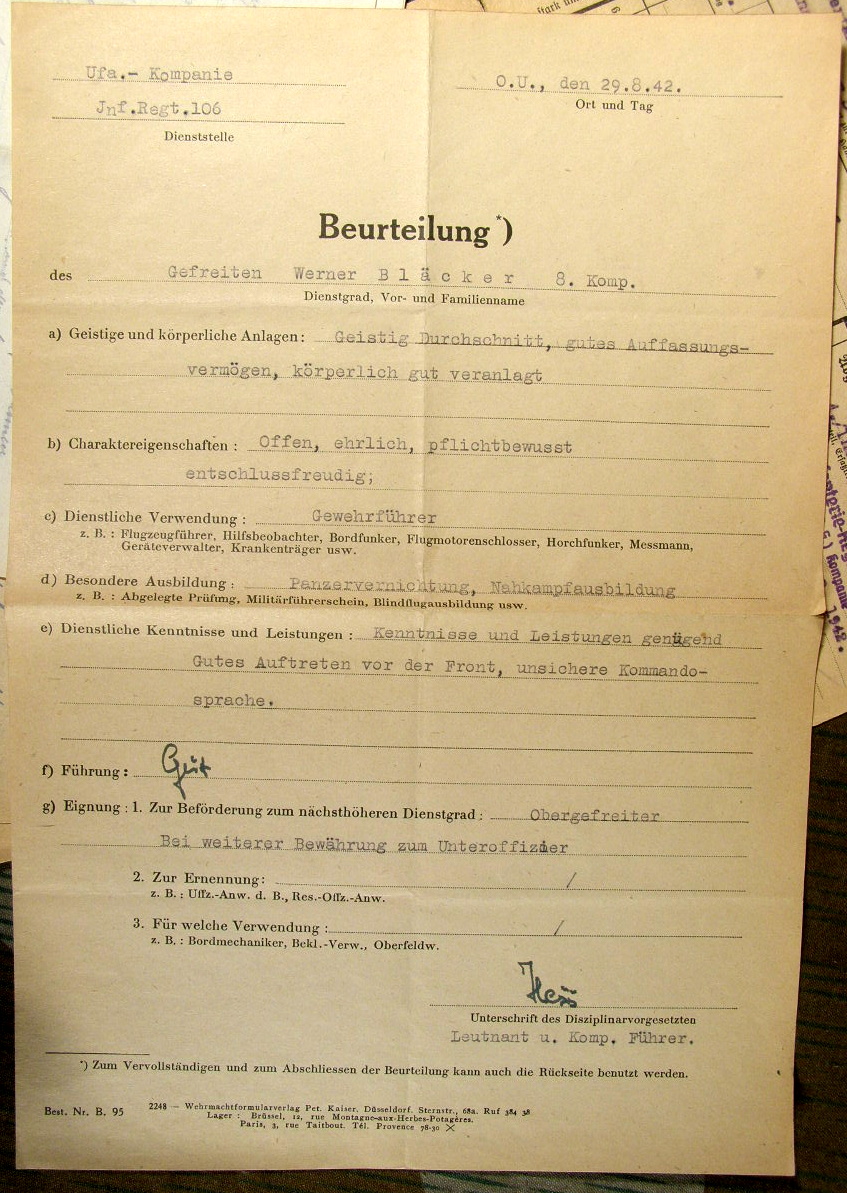 Ufa.- Kompanie
O.U., den 29.8.42.
Ort und Tag
Jnf.Regt.106
Dienststelle
Beurteilung *)
des Gefreiten Werner B l ä c k e r 8. Komp.
Dienstgrad, Vor- und Familienname
a) Geistige und körperliche Anlagen: Geistig Durchschnitt, gutes Auffassungs-
vermögen, körperlich gut veranlagt
b) Charaktereigenschaften : Offen, ehrlich, pflichtbewusst
entschlussfreudig;
c) Dienstliche Verwendung : Gewehrführer
z. B. : Flugzeugführer, Hilfsbeobachter, Bordfunker, Flugmotorenschlosser, Horchfunker, Messmann,
Geräteverwalter, Krankenträger usw.
d) Besondere Ausbildung : Panzervernichtung, Nahkampfausbildung
z. B. : Abgelegte Prüfung, Militärführerschein, Blindflugausbildung usw.
e) Dienstliche Kenntnisse und Leistungen : Kenntnisse und Leistungen genügend
Gutes Auftreten vor der Front, unsichere Kommando-
sprache.
f) Führung : Gut
g) Eignung : 1. Zur Beförderung zum nächsthöheren Dienstgrad : Obergefreiter
Bei weiterer Bewährung zum Unteroffizier
2. Zur Ernennung: /
z. B. : Uffz.-Anw. d. B., Res.-Offz.-Anw.
3. Für welche Verwendung : /
z. B. : Bordmechaniker, Bekl.-Verw., Oberfeldw.
Unterschrift des Disziplinarvorgesetzten
Leutnant u. Komp. Führer.
*) Zum Vervollständigen und zum Abschliessen der Beurteilung kann auch die Rückseite benutzt werden.
Best. Nr. B. 95
2248 — Wehrmachtformularverlag Pet. Kaiser. Düsseldorf. Sternstr., 68a. Ruf 384 38
Lager : Brüssel, 12, rue Montagne-aux-Herbes-Potagères.
Paris, 3, rue Taitbout. Tél. Provence 78-30 X